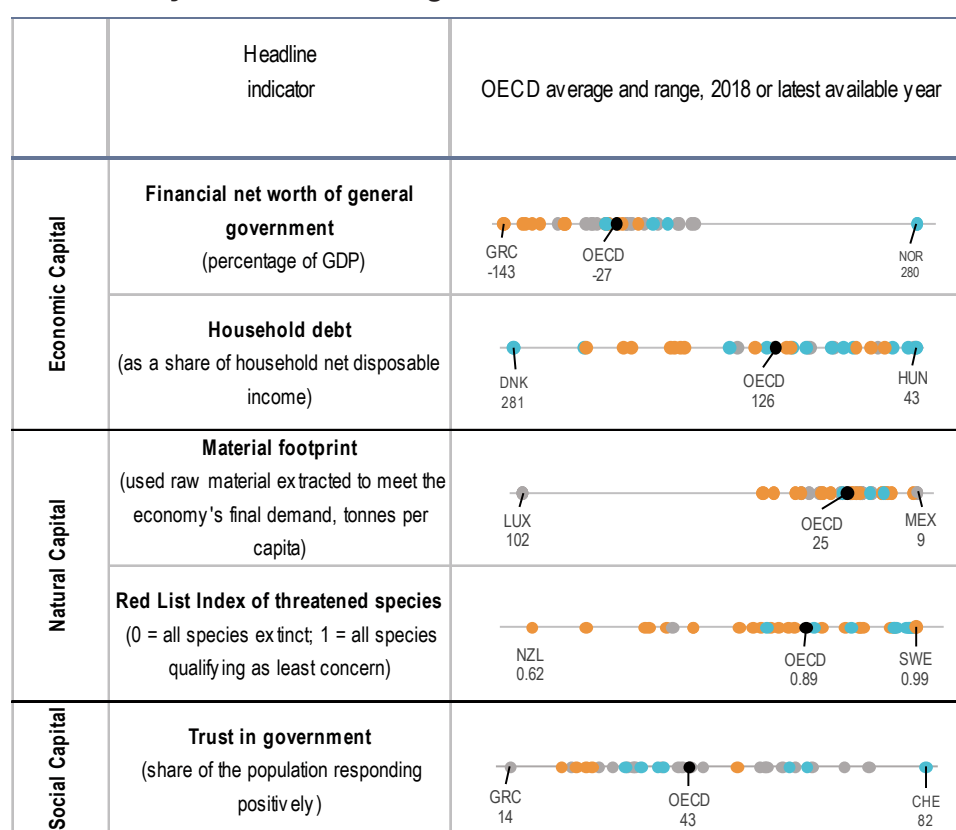 Headline
indicator
OECD average and range, 2018 or latest available year
Economic Capital
Financial net worth of general
government
(percentage of GDP)
GRC
-143
OECD
-27
NOR
280
Household debt
(as a share of household net disposable
income)
DNK
281
OECD
126
HUN
43
Natural Capital
Material footprint
(used raw material extracted to meet the
economy's final demand, tonnes per
capita)
LUX
102
OECD
25
MEX
9
Red List Index of threatened species
(0 = all species extinct; 1 = all species
qualifying as least concern)
NZL
0.62
OECD
0.89
SWE
0.99
Social Capital
Trust in government
(share of the population responding
positively)
GRC
14
OECD
43
CHE
82